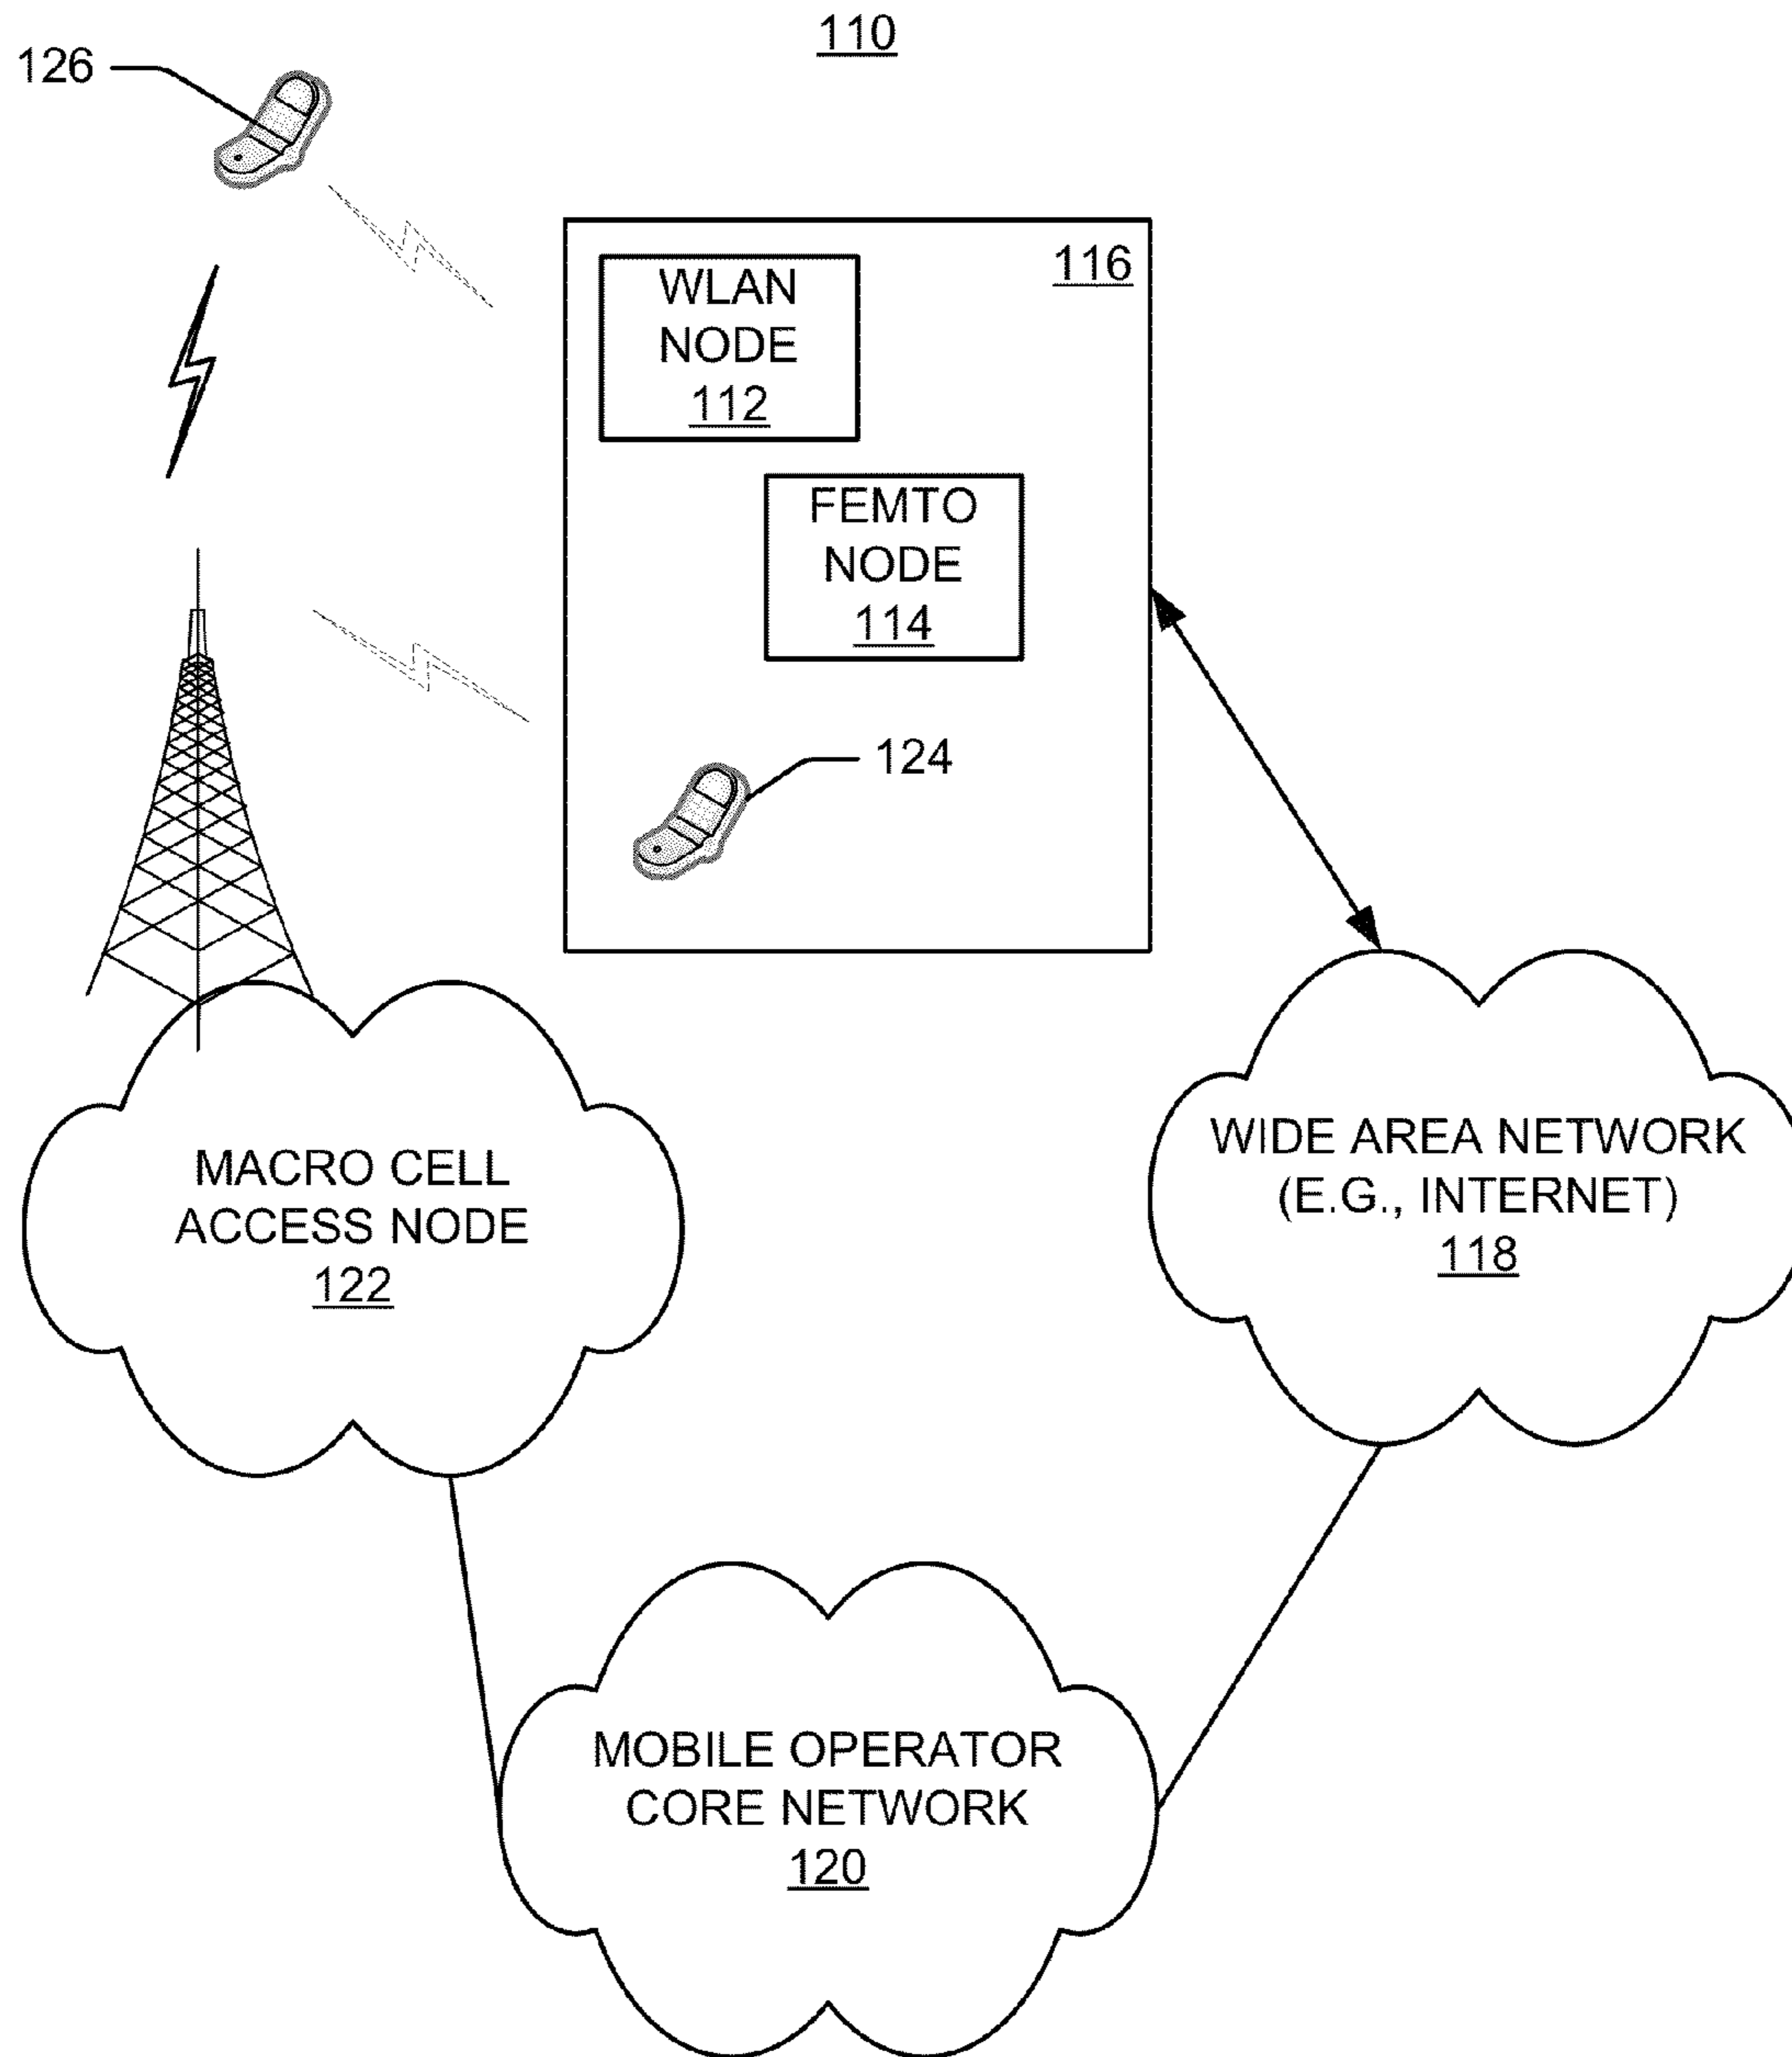 110
126
116
WLAN
NODE
112
FEMTO
NODE
114
124
MACRO CELL
ACCESS NODE
122
WIDE AREA NETWORK
(E.G., INTERNET)
118
MOBILE OPERATOR
CORE NETWORK
120